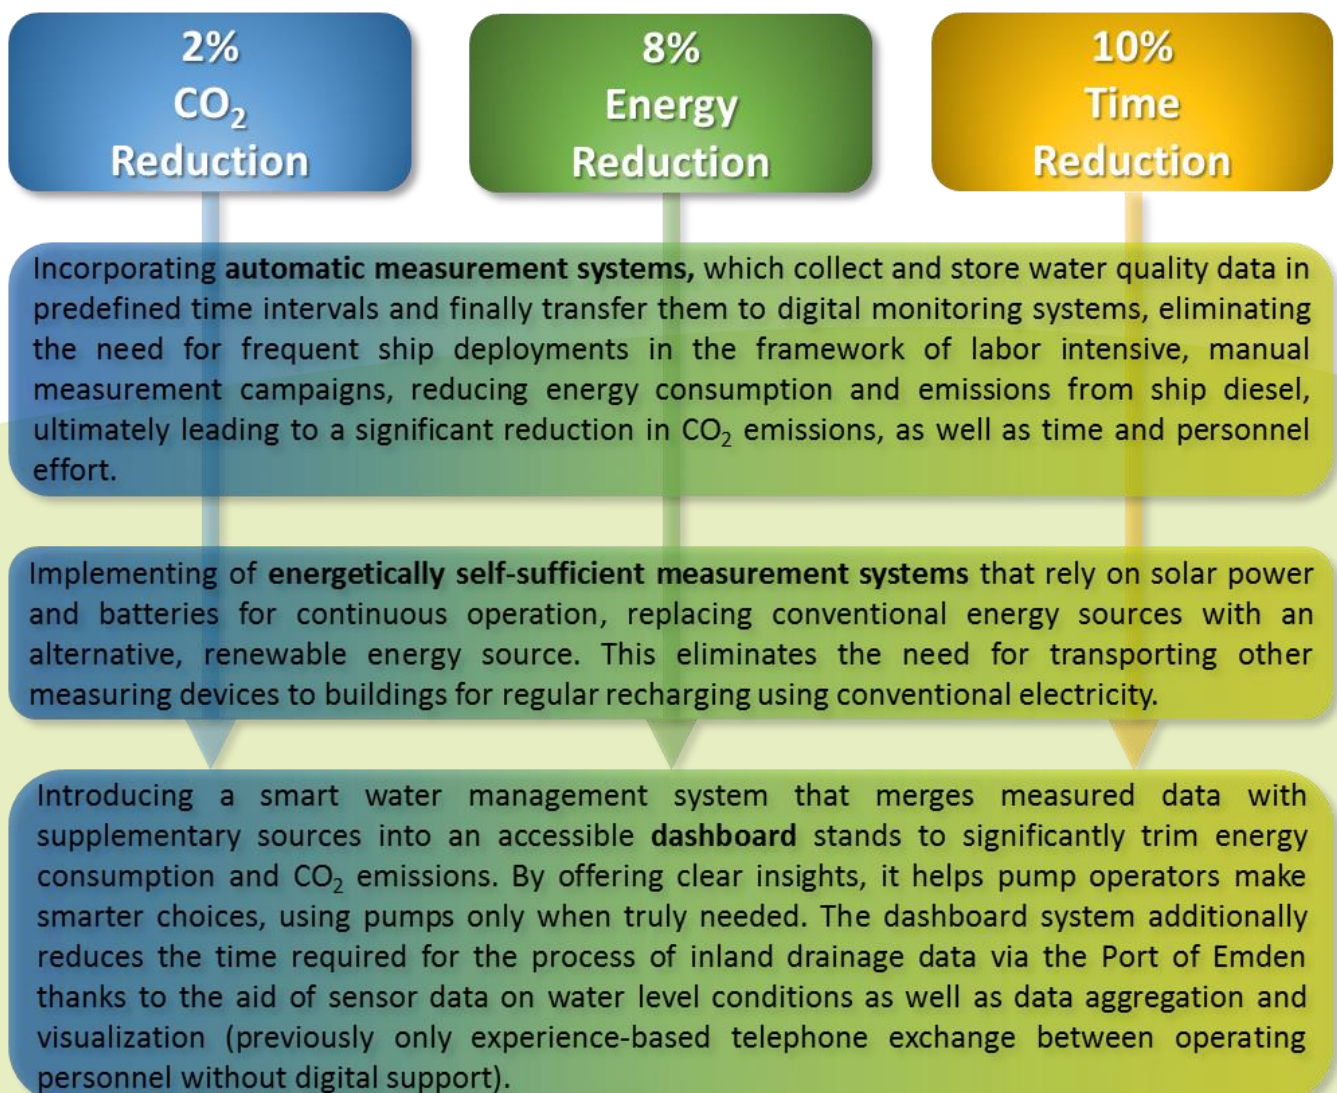 2%
CO₂
Reduction
8%
Energy
Reduction
10%
Time
Reduction
Incorporating automatic measurement systems, which collect and store water quality data in
predefined time intervals and finally transfer them to digital monitoring systems, eliminating
the need for frequent ship deployments in the framework of labor intensive, manual
measurement campaigns, reducing energy consumption and emissions from ship diesel,
ultimately leading to a significant reduction in CO₂ emissions, as well as time and personnel
effort.
Implementing of energetically self-sufficient measurement systems that rely on solar power
and batteries for continuous operation, replacing conventional energy sources with an
alternative, renewable energy source. This eliminates the need for transporting other
measuring devices to buildings for regular recharging using conventional electricity.
Introducing a smart water management system that merges measured data with
supplementary sources into an accessible dashboard stands to significantly trim energy
consumption and CO₂ emissions. By offering clear insights, it helps pump operators make
smarter choices, using pumps only when truly needed. The dashboard system additionally
reduces the time required for the process of inland drainage data via the Port of Emden
thanks to the aid of sensor data on water level conditions as well as data aggregation and
visualization (previously only experience-based telephone exchange between operating
personnel without digital support).